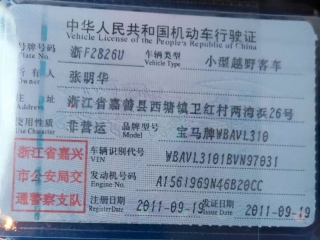 中华人民共和国机动车行驶证
Vehicle License of the People's Republic of China
号牌号码 浙F2826U 车辆类型 小型越野客车
Plate No. Vehicle Type
所有人 张明华
Owner
住址 浙江省嘉善县西塘镇卫红村两湾浜26号
使用性质 非营运 品牌型号 宝马牌WBAVL310
Use Character
浙江省嘉兴 车辆识别代号 WBAVL3101BVN97031
VIN
市公安局交 发动机号码 A1561969N46B20CC
Engine No.
通警察支队 注册日期 2011-09-19 发证日期 2011-09-19
Register Date Issue Date